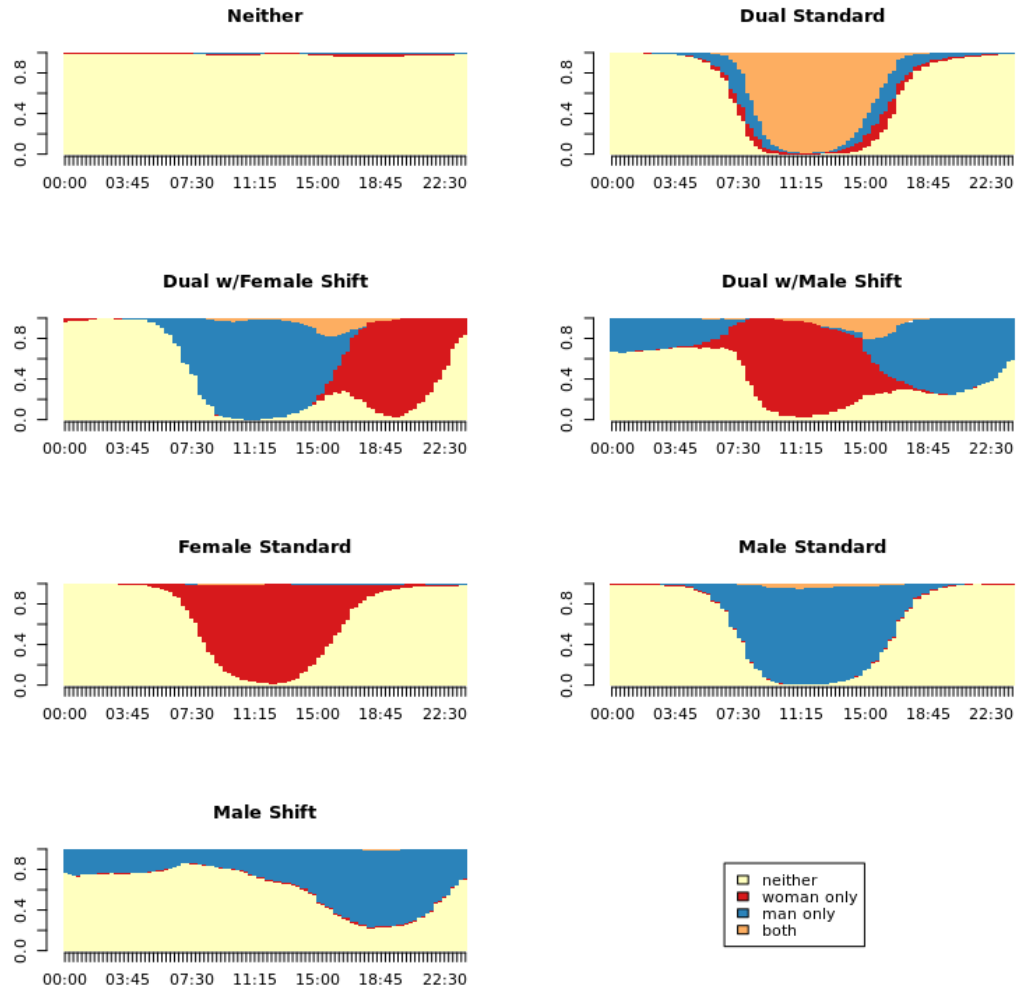 Neither
0.0 0.4 0.8
00:00 03:45 07:30 11:15 15:00 18:45 22:30
Dual Standard
0.0 0.4 0.8
00:00 03:45 07:30 11:15 15:00 18:45 22:30
Dual w/Female Shift
0.0 0.4 0.8
00:00 03:45 07:30 11:15 15:00 18:45 22:30
Dual w/Male Shift
0.0 0.4 0.8
00:00 03:45 07:30 11:15 15:00 18:45 22:30
Female Standard
0.0 0.4 0.8
00:00 03:45 07:30 11:15 15:00 18:45 22:30
Male Standard
0.0 0.4 0.8
00:00 03:45 07:30 11:15 15:00 18:45 22:30
Male Shift
0.0 0.4 0.8
00:00 03:45 07:30 11:15 15:00 18:45 22:30
neither
woman only
man only
both